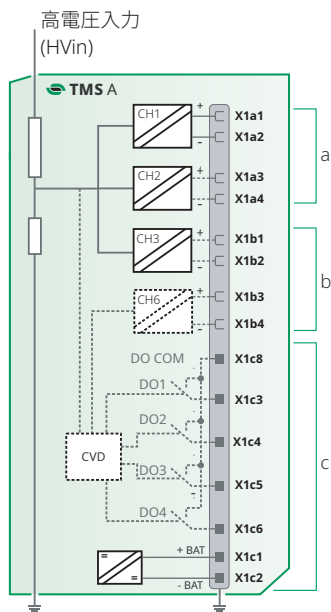 高電圧入力
(HVin)
TMS A
CH1
+
-
X1a1
X1a2
CH2
+
-
X1a3
X1a4
a
CH3
+
-
X1b1
X1b2
CH6
+
-
X1b3
X1b4
b
DO COM
X1c8
DO1
X1c3
DO2
X1c4
CVD
DO3
-
X1c5
DO4
X1c6
c
+ BAT
X1c1
=
=
- BAT
X1c2